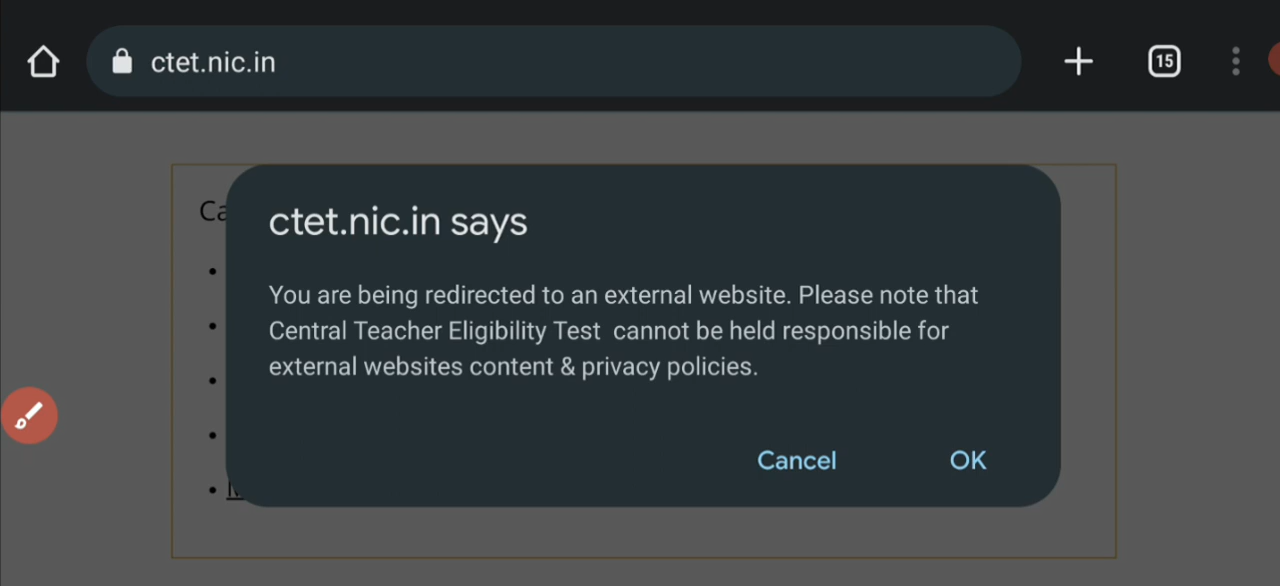 ctet.nic.in
15
Ca
ctet.nic.in says
You are being redirected to an external website. Please note that
Central Teacher Eligibility Test cannot be held responsible for
external websites content & privacy policies.
Cancel OK